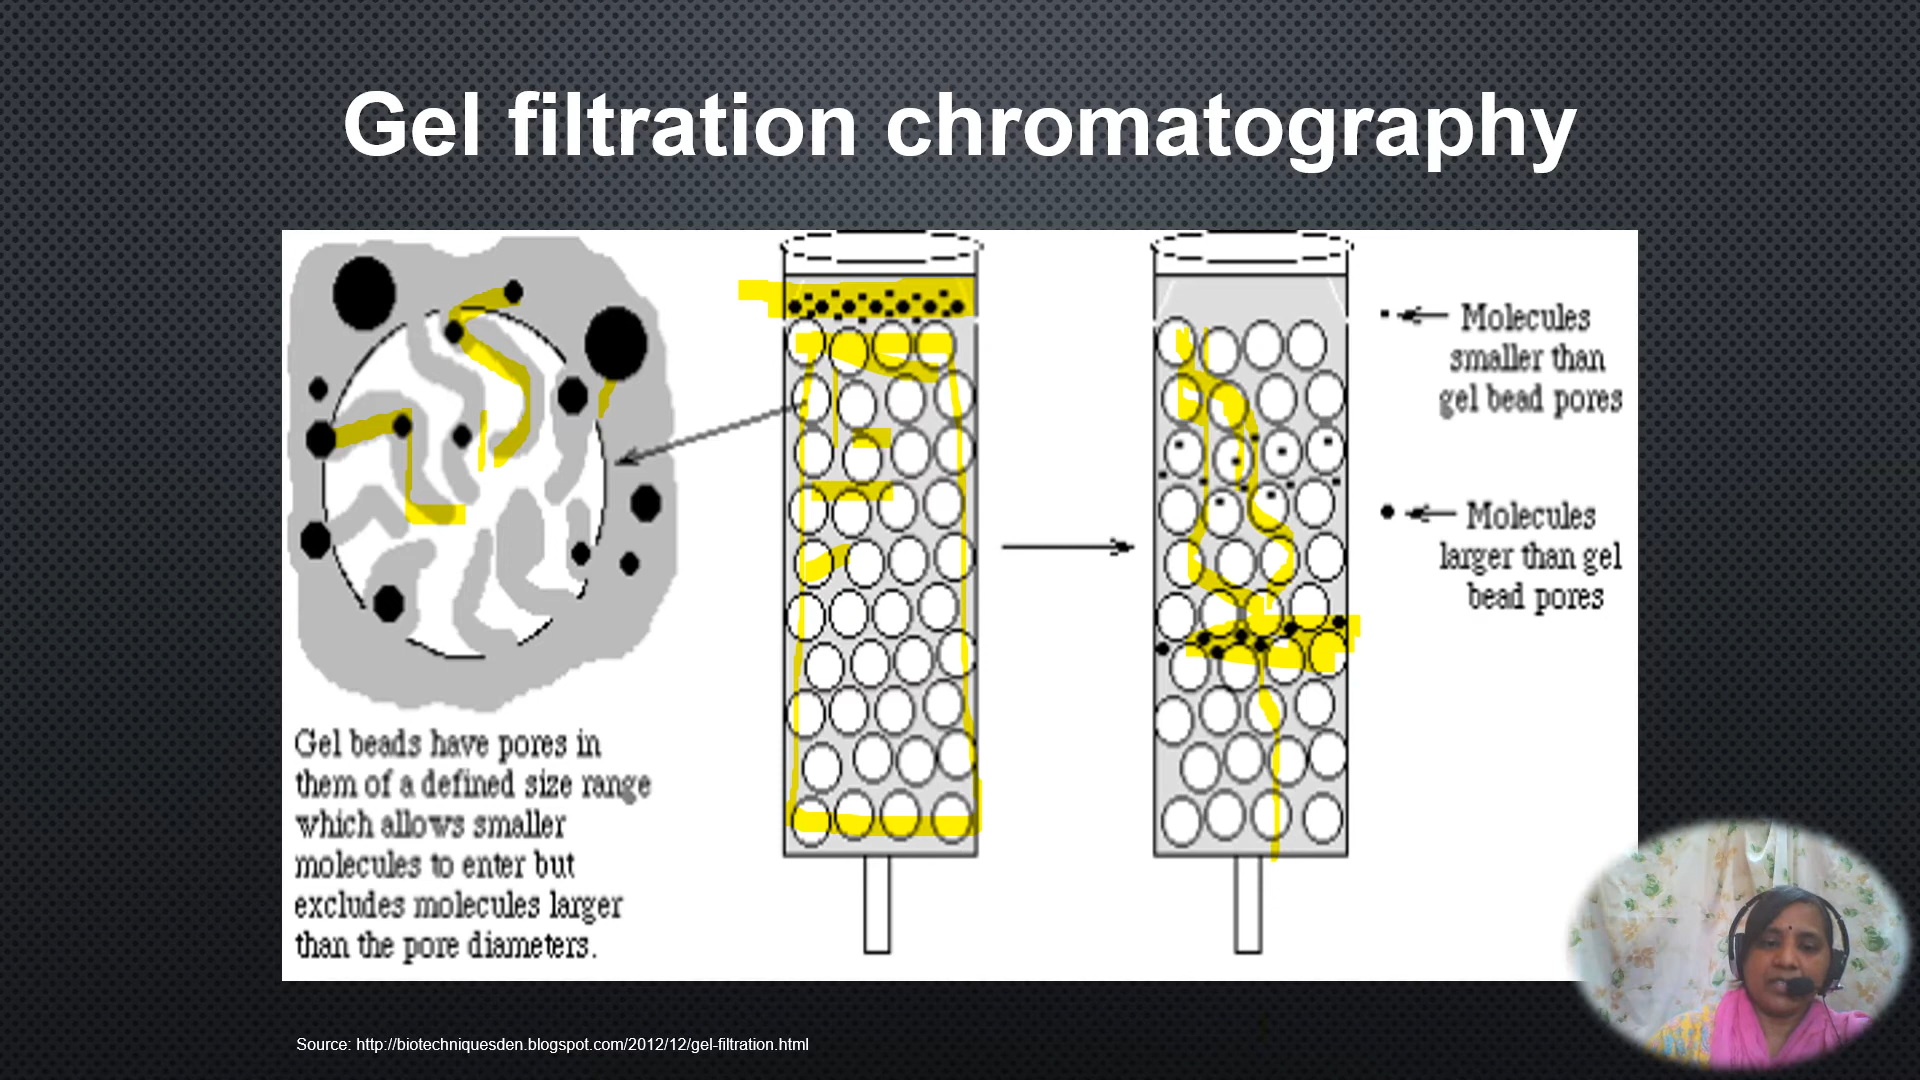 Gel filtration chromatography
Molecules
smaller than
gel bead pores
Molecules
larger than gel
bead pores
Gel beads have pores in
them of a defined size range
which allows smaller
molecules to enter but
excludes molecules larger
than the pore diameters.
Source: http://biotechniquesden.blogspot.com/2012/12/gel-filtration.html